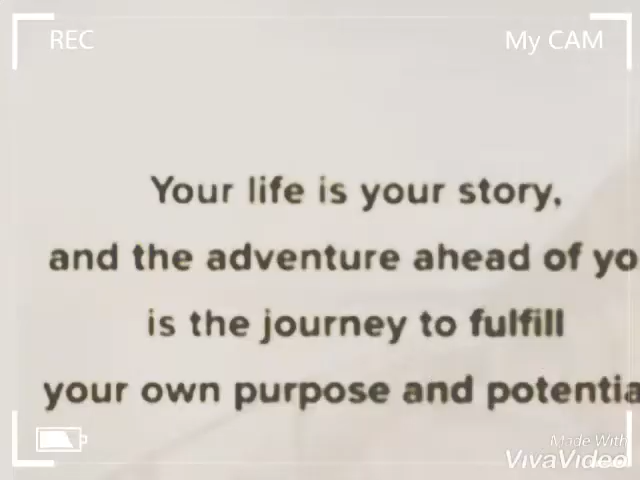 REC
My CAM
Your life is your story,
and the adventure ahead of yo
is the journey to fulfill
your own purpose and potentia
Made With
VivaVideo